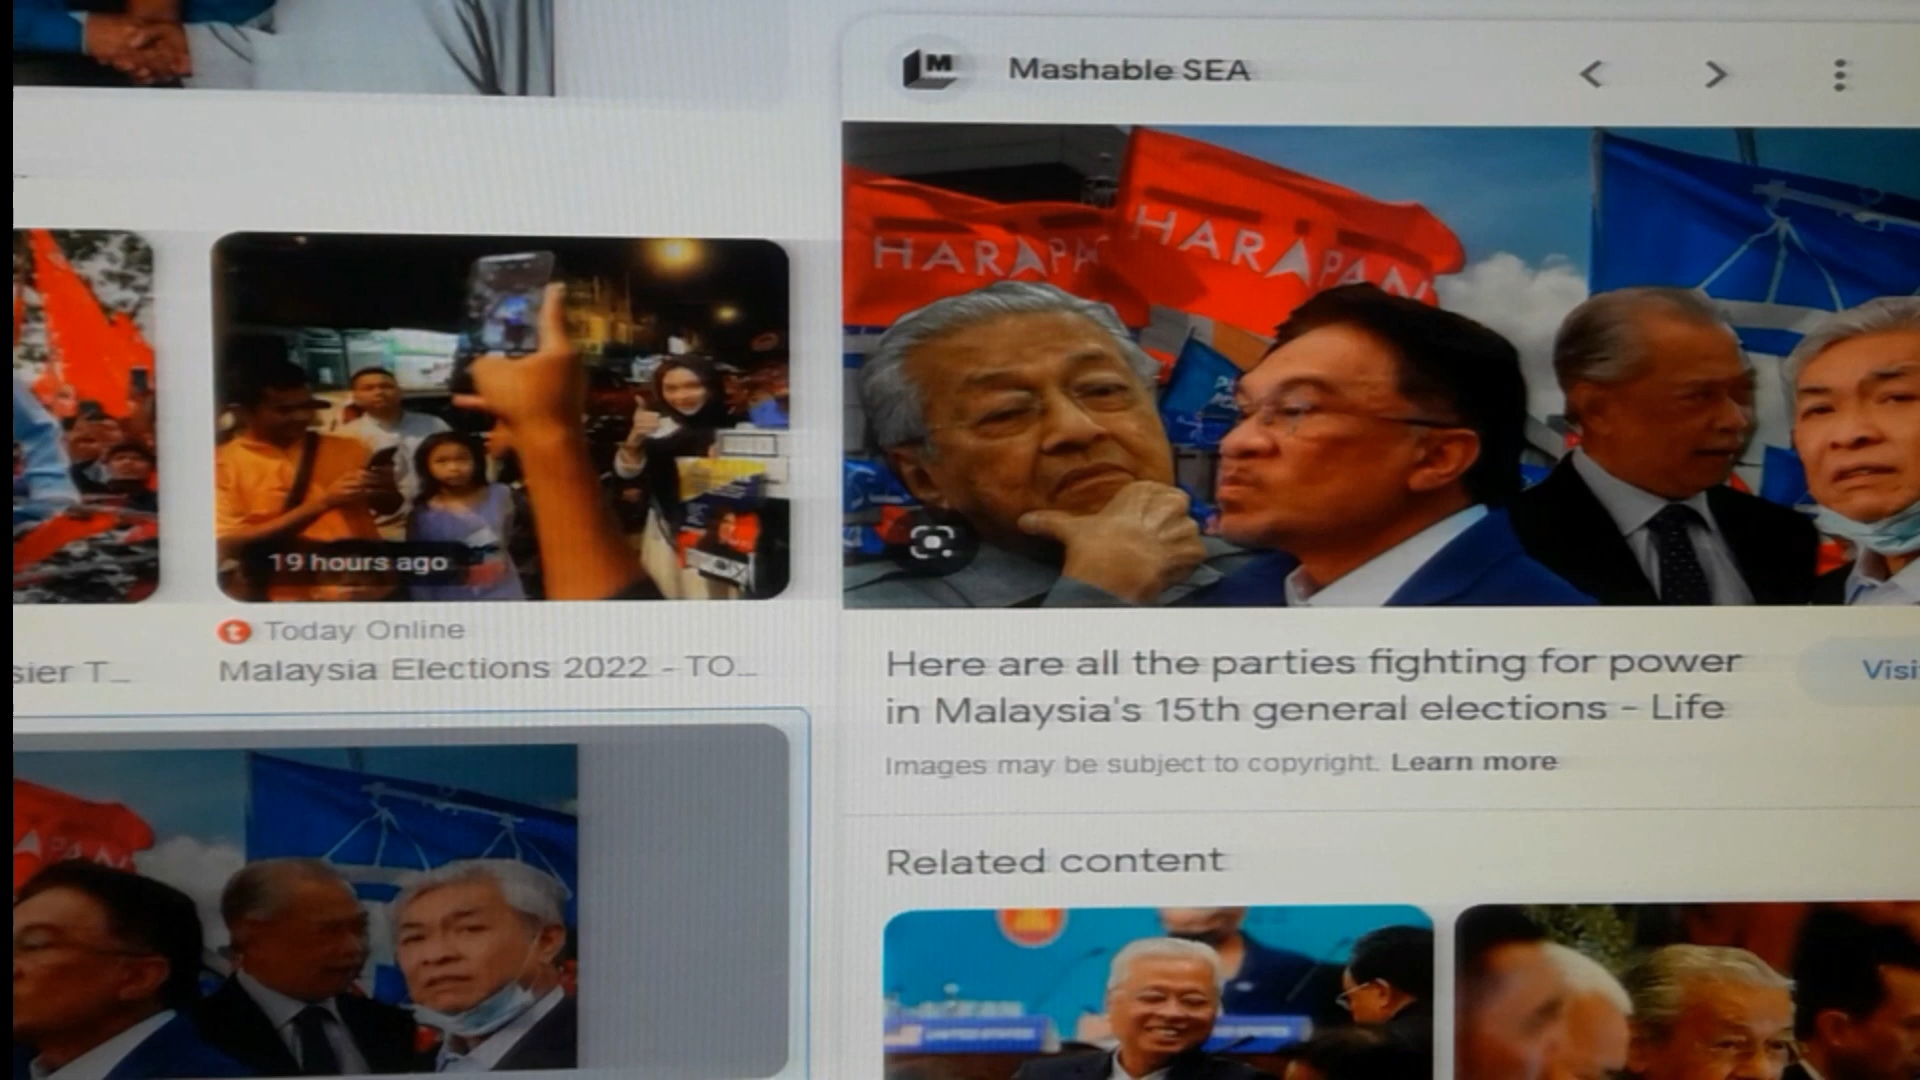 Mashable SEA
HARAPAN
HARAPAN
19 hours ago
Today Online
Malaysia Elections 2022 - TO...
sier T...
Here are all the parties fighting for power
in Malaysia's 15th general elections - Life
Visi
Images may be subject to copyright. Learn more
APAN
Related content